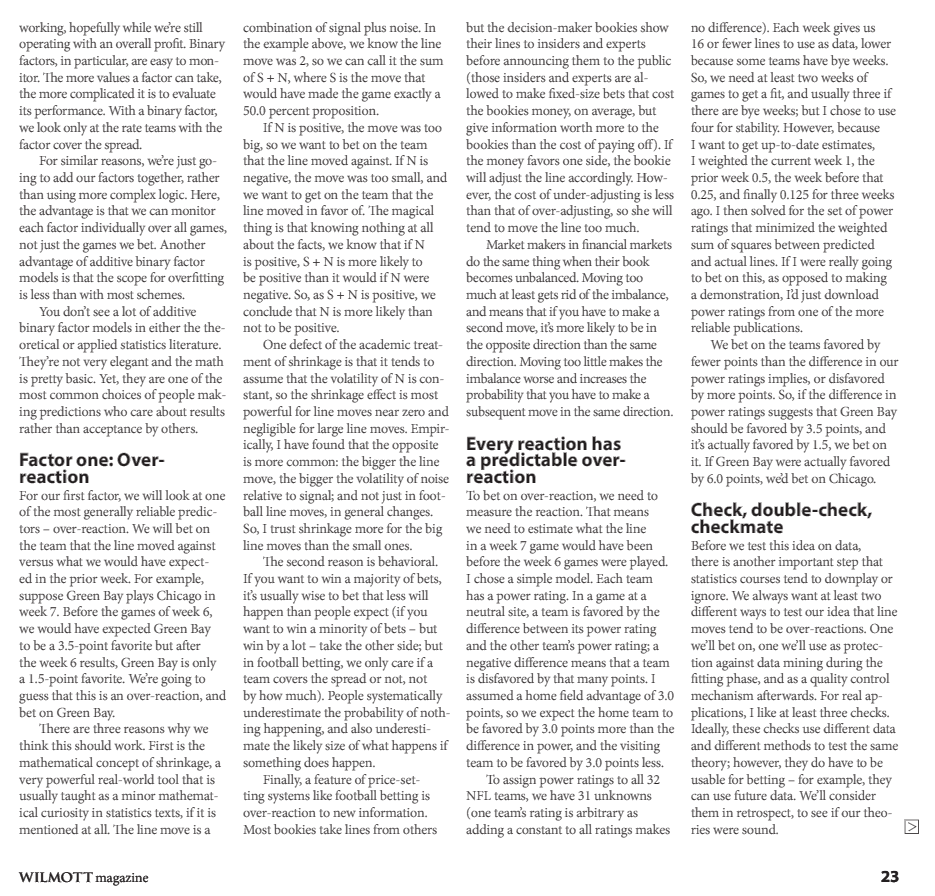 working, hopefully while we're still
operating with an overall profit. Binary
factors, in particular, are easy to mon-
itor. The more values a factor can take,
the more complicated it is to evaluate
its performance. With a binary factor,
we look only at the rate teams with the
factor cover the spread.
For similar reasons, we're just go-
ing to add our factors together, rather
than using more complex logic. Here,
the advantage is that we can monitor
each factor individually over all games,
not just the games we bet. Another
advantage of additive binary factor
models is that the scope for overfitting
is less than with most schemes.
You don't see a lot of additive
binary factor models in either the the-
oretical or applied statistics literature.
They're not very elegant and the math
is pretty basic. Yet, they are one of the
most common choices of people mak-
ing predictions who care about results
rather than acceptance by others.
Factor one: Over-
reaction
For our first factor, we will look at one
of the most generally reliable predic-
tors – over-reaction. We will bet on
the team that the line moved against
versus what we would have expect-
ed in the prior week. For example,
suppose Green Bay plays Chicago in
week 7. Before the games of week 6,
we would have expected Green Bay
to be a 3.5-point favorite but after
the week 6 results, Green Bay is only
a 1.5-point favorite. We're going to
guess that this is an over-reaction, and
bet on Green Bay.
There are three reasons why we
think this should work. First is the
mathematical concept of shrinkage, a
very powerful real-world tool that is
usually taught as a minor mathemat-
ical curiosity in statistics texts, if it is
mentioned at all. The line move is a
combination of signal plus noise. In
the example above, we know the line
move was 2, so we can call it the sum
of S + N, where S is the move that
would have made the game exactly a
50.0 percent proposition.
If N is positive, the move was too
big, so we want to bet on the team
that the line moved against. If N is
negative, the move was too small, and
we want to get on the team that the
line moved in favor of. The magical
thing is that knowing nothing at all
about the facts, we know that if N
is positive, S + N is more likely to
be positive than it would if N were
negative. So, as S + N is positive, we
conclude that N is more likely than
not to be positive.
One defect of the academic treat-
ment of shrinkage is that it tends to
assume that the volatility of N is con-
stant, so the shrinkage effect is most
powerful for line moves near zero and
negligible for large line moves. Empir-
ically, I have found that the opposite
is more common: the bigger the line
move, the bigger the volatility of noise
relative to signal; and not just in foot-
ball line moves, in general changes.
So, I trust shrinkage more for the big
line moves than the small ones.
The second reason is behavioral.
If you want to win a majority of bets,
it's usually wise to bet that less will
happen than people expect (if you
want to win a minority of bets – but
win by a lot – take the other side; but
in football betting, we only care if a
team covers the spread or not, not
by how much). People systematically
underestimate the probability of noth-
ing happening, and also underesti-
mate the likely size of what happens if
something does happen.
Finally, a feature of price-set-
ting systems like football betting is
over-reaction to new information.
Most bookies take lines from others
but the decision-maker bookies show
their lines to insiders and experts
before announcing them to the public
(those insiders and experts are al-
lowed to make fixed-size bets that cost
the bookies money, on average, but
give information worth more to the
bookies than the cost of paying off). If
the money favors one side, the bookie
will adjust the line accordingly. How-
ever, the cost of under-adjusting is less
than that of over-adjusting, so she will
tend to move the line too much.
Market makers in financial markets
do the same thing when their book
becomes unbalanced. Moving too
much at least gets rid of the imbalance,
and means that if you have to make a
second move, it's more likely to be in
the opposite direction than the same
direction. Moving too little makes the
imbalance worse and increases the
probability that you have to make a
subsequent move in the same direction.
Every reaction has
a predictable over-
reaction
To bet on over-reaction, we need to
measure the reaction. That means
we need to estimate what the line
in a week 7 game would have been
before the week 6 games were played.
I chose a simple model. Each team
has a power rating. In a game at a
neutral site, a team is favored by the
difference between its power rating
and the other team's power rating; a
negative difference means that a team
is disfavored by that many points. I
assumed a home field advantage of 3.0
points, so we expect the home team to
be favored by 3.0 points more than the
difference in power, and the visiting
team to be favored by 3.0 points less.
To assign power ratings to all 32
NFL teams, we have 31 unknowns
(one team's rating is arbitrary as
adding a constant to all ratings makes
no difference). Each week gives us
16 or fewer lines to use as data, lower
because some teams have bye weeks.
So, we need at least two weeks of
games to get a fit, and usually three if
there are bye weeks; but I chose to use
four for stability. However, because
I want to get up-to-date estimates,
I weighted the current week 1, the
prior week 0.5, the week before that
0.25, and finally 0.125 for three weeks
ago. I then solved for the set of power
ratings that minimized the weighted
sum of squares between predicted
and actual lines. If I were really going
to bet on this, as opposed to making
a demonstration, I'd just download
power ratings from one of the more
reliable publications.
We bet on the teams favored by
fewer points than the difference in our
power ratings implies, or disfavored
by more points. So, if the difference in
power ratings suggests that Green Bay
should be favored by 3.5 points, and
it's actually favored by 1.5, we bet on
it. If Green Bay were actually favored
by 6.0 points, we'd bet on Chicago.
Check, double-check,
checkmate
Before we test this idea on data,
there is another important step that
statistics courses tend to downplay or
ignore. We always want at least two
different ways to test our idea that line
moves tend to be over-reactions. One
we'll bet on, one we'll use as protec-
tion against data mining during the
fitting phase, and as a quality control
mechanism afterwards. For real ap-
plications, I like at least three checks.
Ideally, these checks use different data
and different methods to test the same
theory; however, they do have to be
usable for betting – for example, they
can use future data. We'll consider
them in retrospect, to see if our theo-
ries were sound.
>
WILMOTT magazine
23